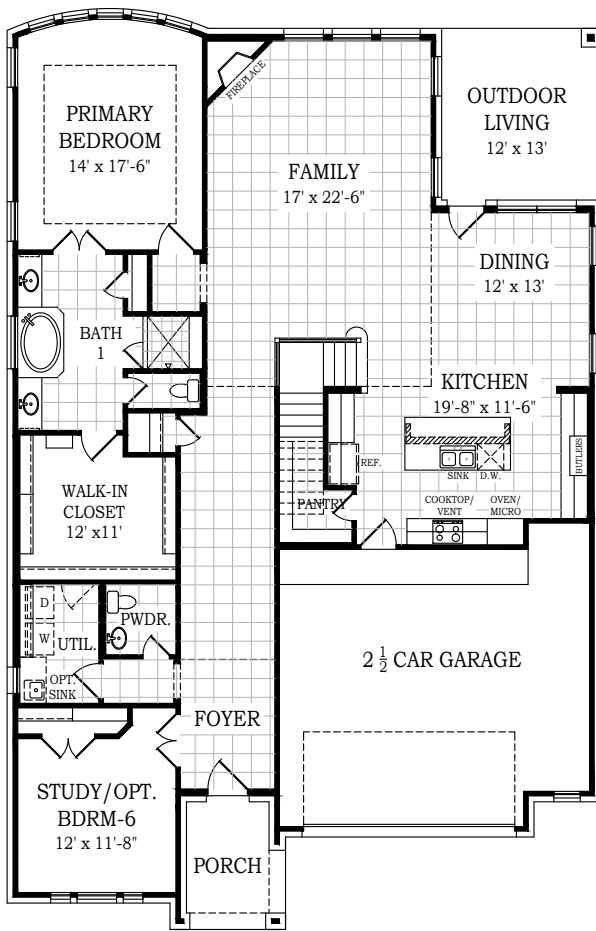 FIREPLACE
PRIMARY
BEDROOM
14' x 17'-6"
FAMILY
17' x 22'-6"
OUTDOOR
LIVING
12' x 13'
DINING
12' x 13'
BATH
1
KITCHEN
19'-8" x 11'-6"
REF.
SINK D.W.
BUTLERS
WALK-IN
CLOSET
12' x11'
PANTRY
COOKTOP/
VENT
OVEN/
MICRO
D
W
UTIL.
OPT.
SINK
PWDR.
2 ½ CAR GARAGE
FOYER
STUDY/OPT.
BDRM-6
12' x 11'-8"
PORCH